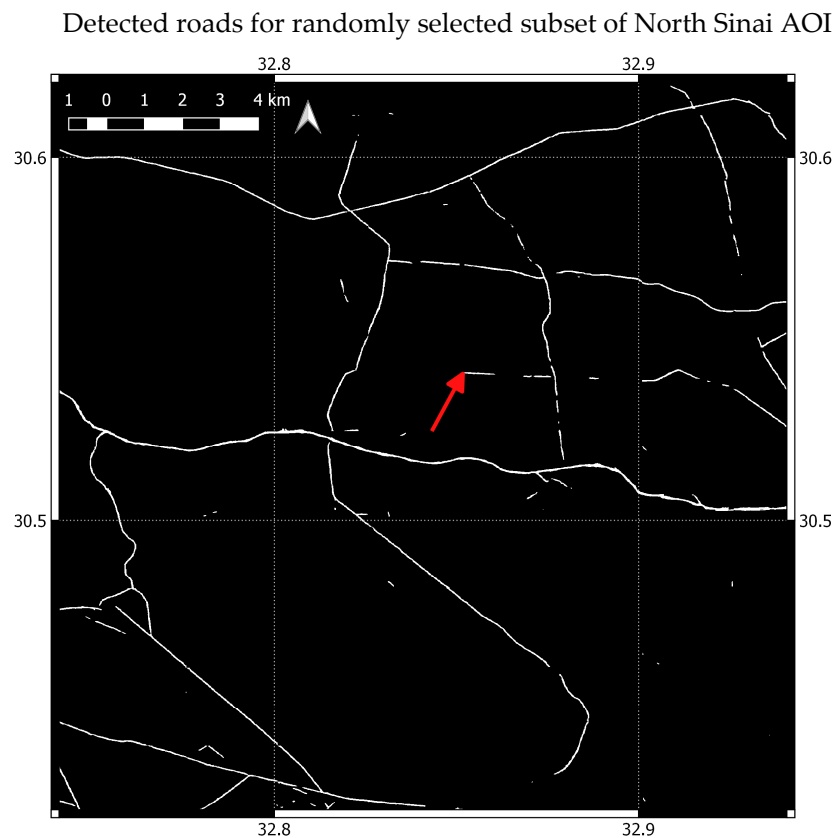 Detected roads for randomly selected subset of North Sinai AOI
32.8 32.9
1 0 1 2 3 4 km
30.6 30.6
30.5 30.5
32.8 32.9